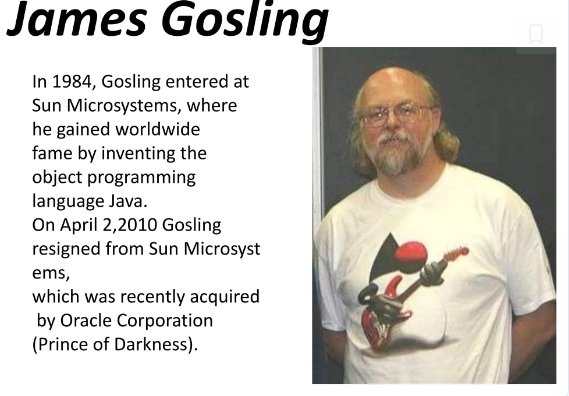 James Gosling
In 1984, Gosling entered at
Sun Microsystems, where
he gained worldwide
fame by inventing the
object programming
language Java.
On April 2,2010 Gosling
resigned from Sun Microsyst
ems,
which was recently acquired
by Oracle Corporation
(Prince of Darkness).